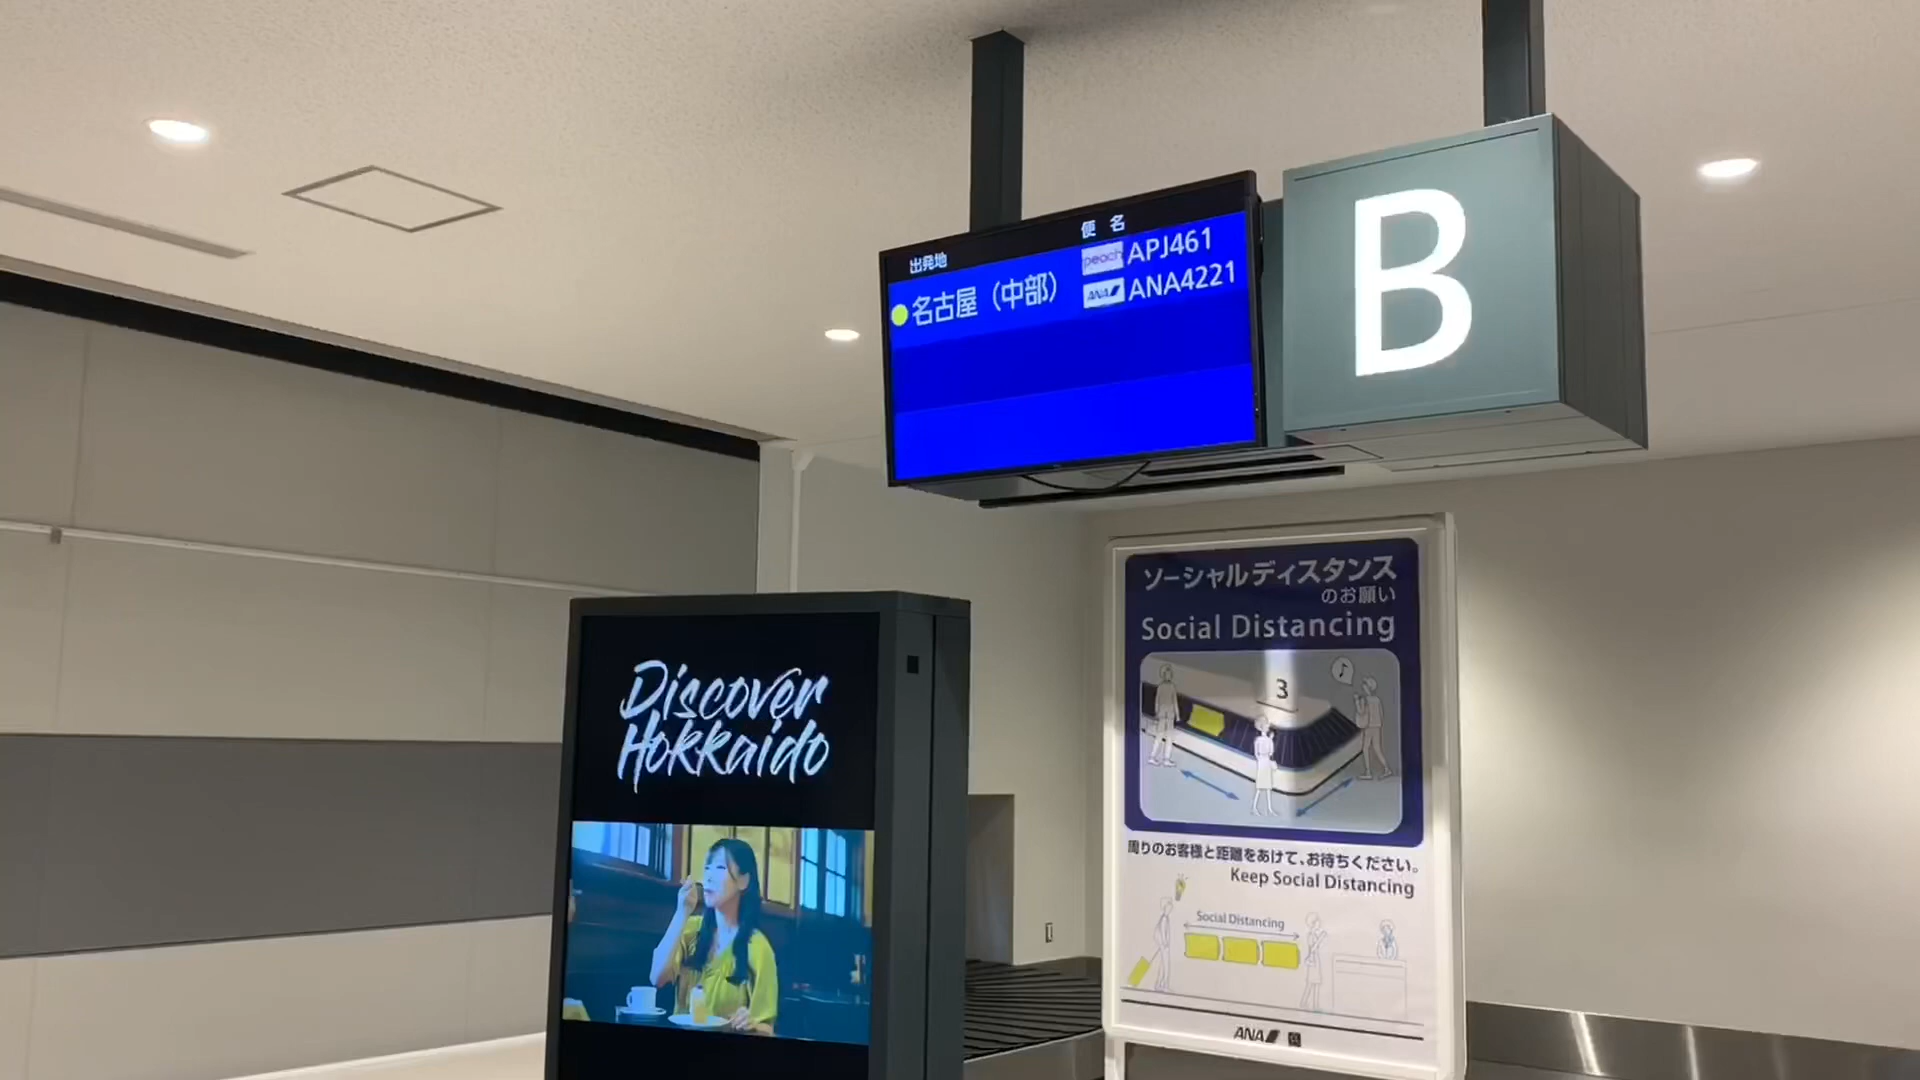 出発地
便名
名古屋（中部）
peach APJ461
ANA ANA4221
B
Discover
Hokkaido
ソーシャルディスタンス
のお願い
Social Distancing
3
周りのお客様と距離をあけて、お待ちください。
Keep Social Distancing
Social Distancing
ANA